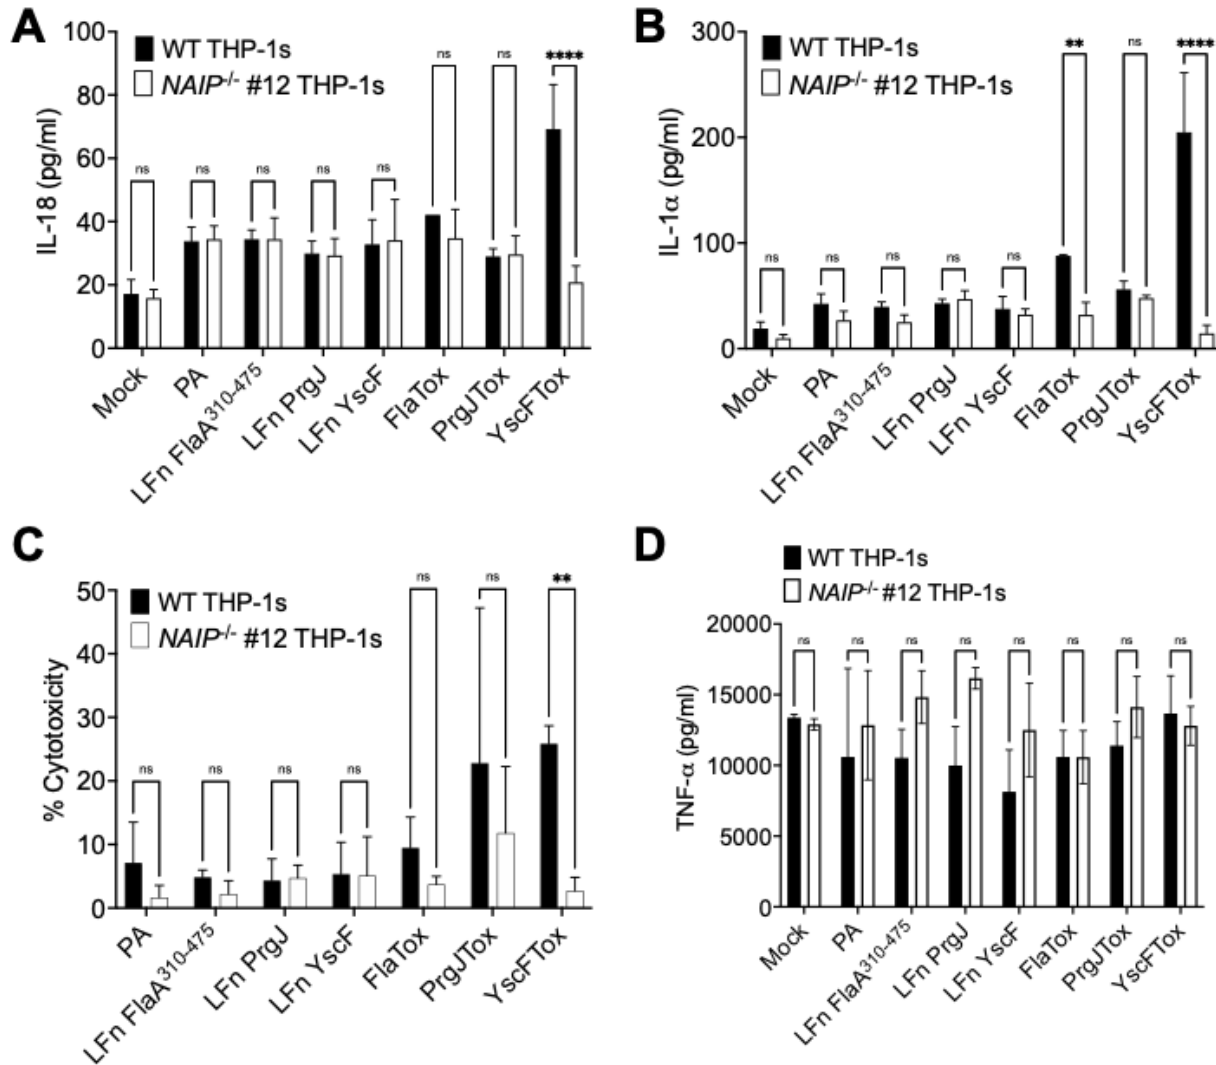 A
WT THP-1s
NAIP-/- #12 THP-1s
IL-18 (pg/ml)
100
80
60
40
20
0
ns
ns
ns
ns
ns
ns
ns
****
Mock
PA
LFn FlaA310-475
LFn PrgJ
LFn YscF
FlaTox
PrgJTox
YscFTox
B
WT THP-1s
NAIP-/- #12 THP-1s
IL-1α (pg/ml)
300
200
100
0
ns
ns
ns
ns
ns
**
ns
****
Mock
PA
LFn FlaA310-475
LFn PrgJ
LFn YscF
FlaTox
PrgJTox
YscFTox
C
WT THP-1s
NAIP-/- #12 THP-1s
% Cytotoxicity
50
40
30
20
10
0
ns
ns
ns
ns
ns
ns
**
PA
LFn FlaA310-475
LFn PrgJ
LFn YscF
FlaTox
PrgJTox
YscFTox
D
WT THP-1s
NAIP-/- #12 THP-1s
TNF-α (pg/ml)
20000
15000
10000
5000
0
ns
ns
ns
ns
ns
ns
ns
ns
Mock
PA
LFn FlaA310-475
LFn PrgJ
LFn YscF
FlaTox
PrgJTox
YscFTox